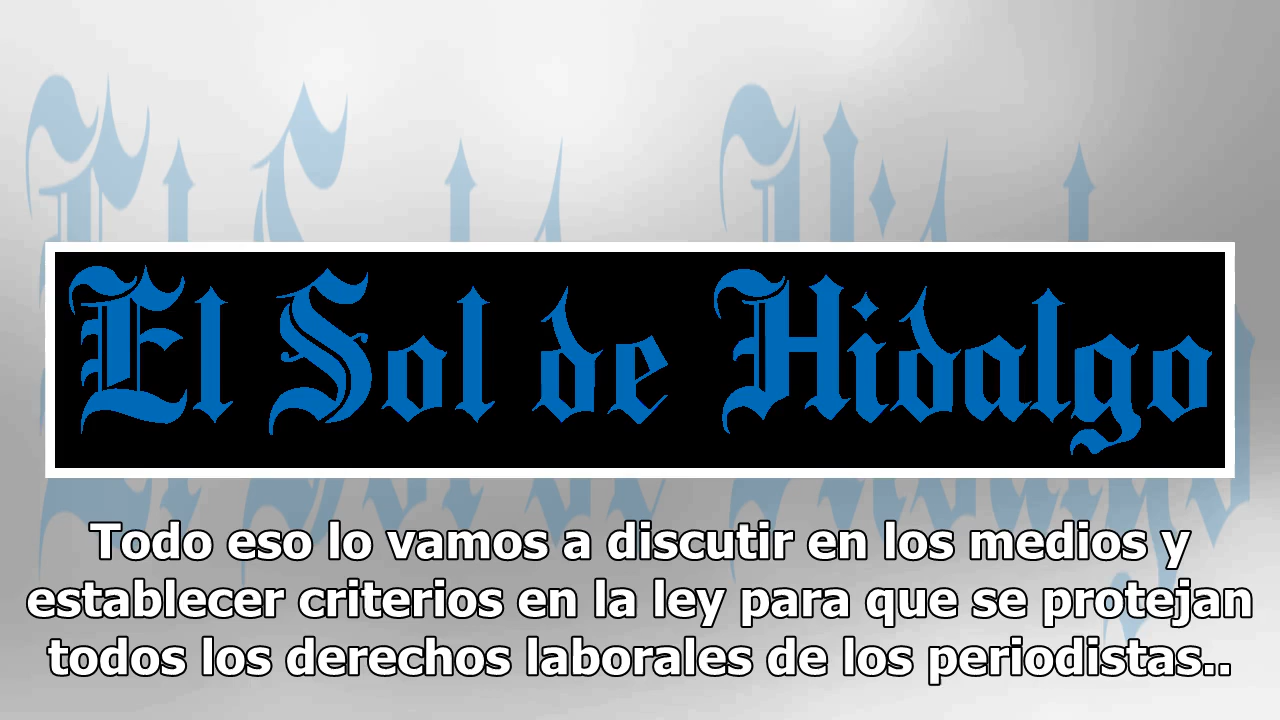 El Sol de Hidalgo
Todo eso lo vamos a discutir en los medios y
establecer criterios en la ley para que se protejan
todos los derechos laborales de los periodistas..